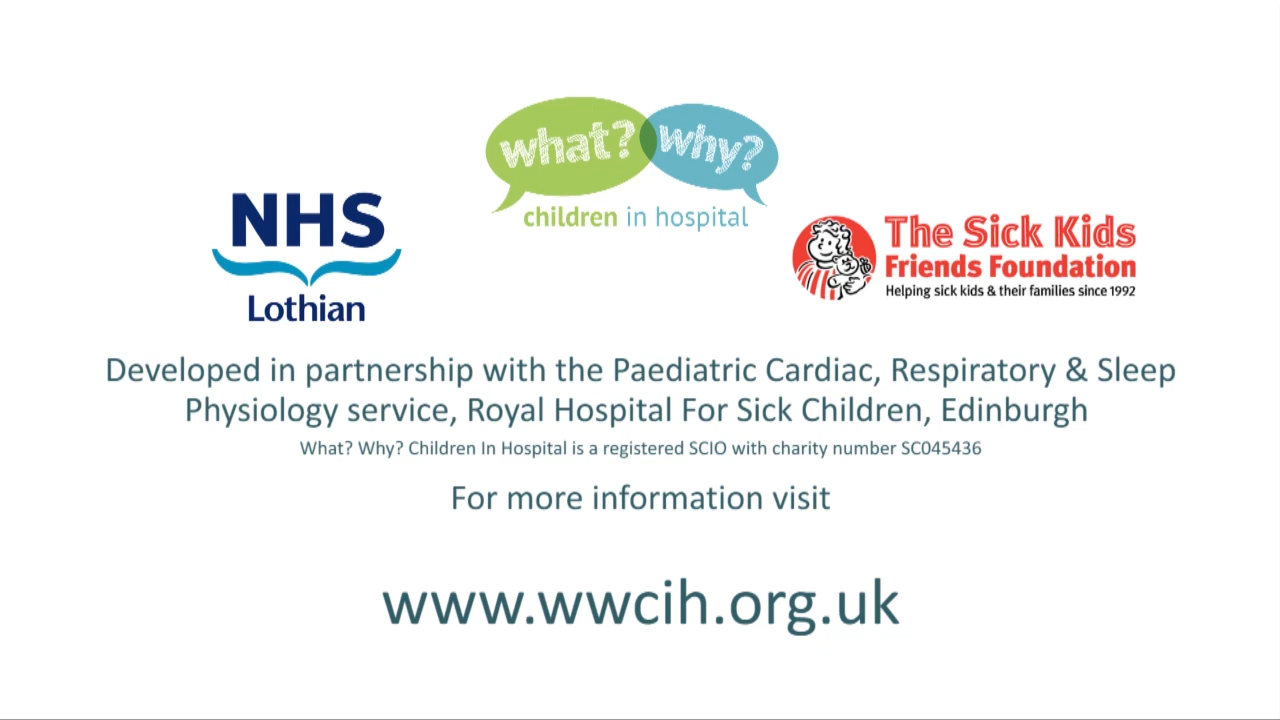 what? why?
children in hospital
NHS
Lothian
The Sick Kids
Friends Foundation
Helping sick kids & their families since 1992
Developed in partnership with the Paediatric Cardiac, Respiratory & Sleep
Physiology service, Royal Hospital For Sick Children, Edinburgh
What? Why? Children In Hospital is a registered SCIO with charity number SC045436
For more information visit
www.wwcih.org.uk